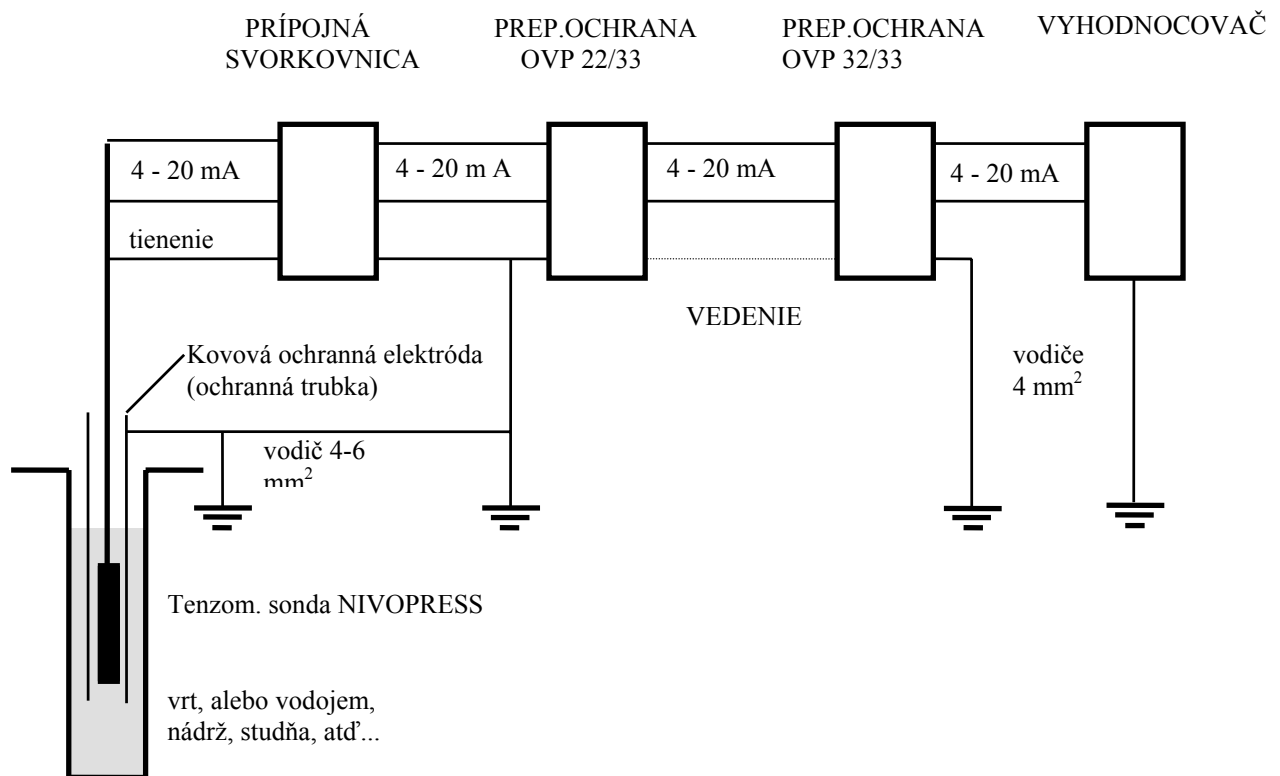 PRÍPOJNÁ
SVORKOVNICA
PREP.OCHRANA
OVP 22/33
PREP.OCHRANA
OVP 32/33
VYHODNOCOVAČ
4 - 20 mA
4 - 20 m A
4 - 20 mA
4 - 20 mA
tienenie
VEDENIE
Kovová ochranná elektróda
(ochranná trubka)
vodiče
4 mm²
vodič 4-6
mm²
Tenzom. sonda NIVOPRESS
vrt, alebo vodojem,
nádrž, studňa, atď...